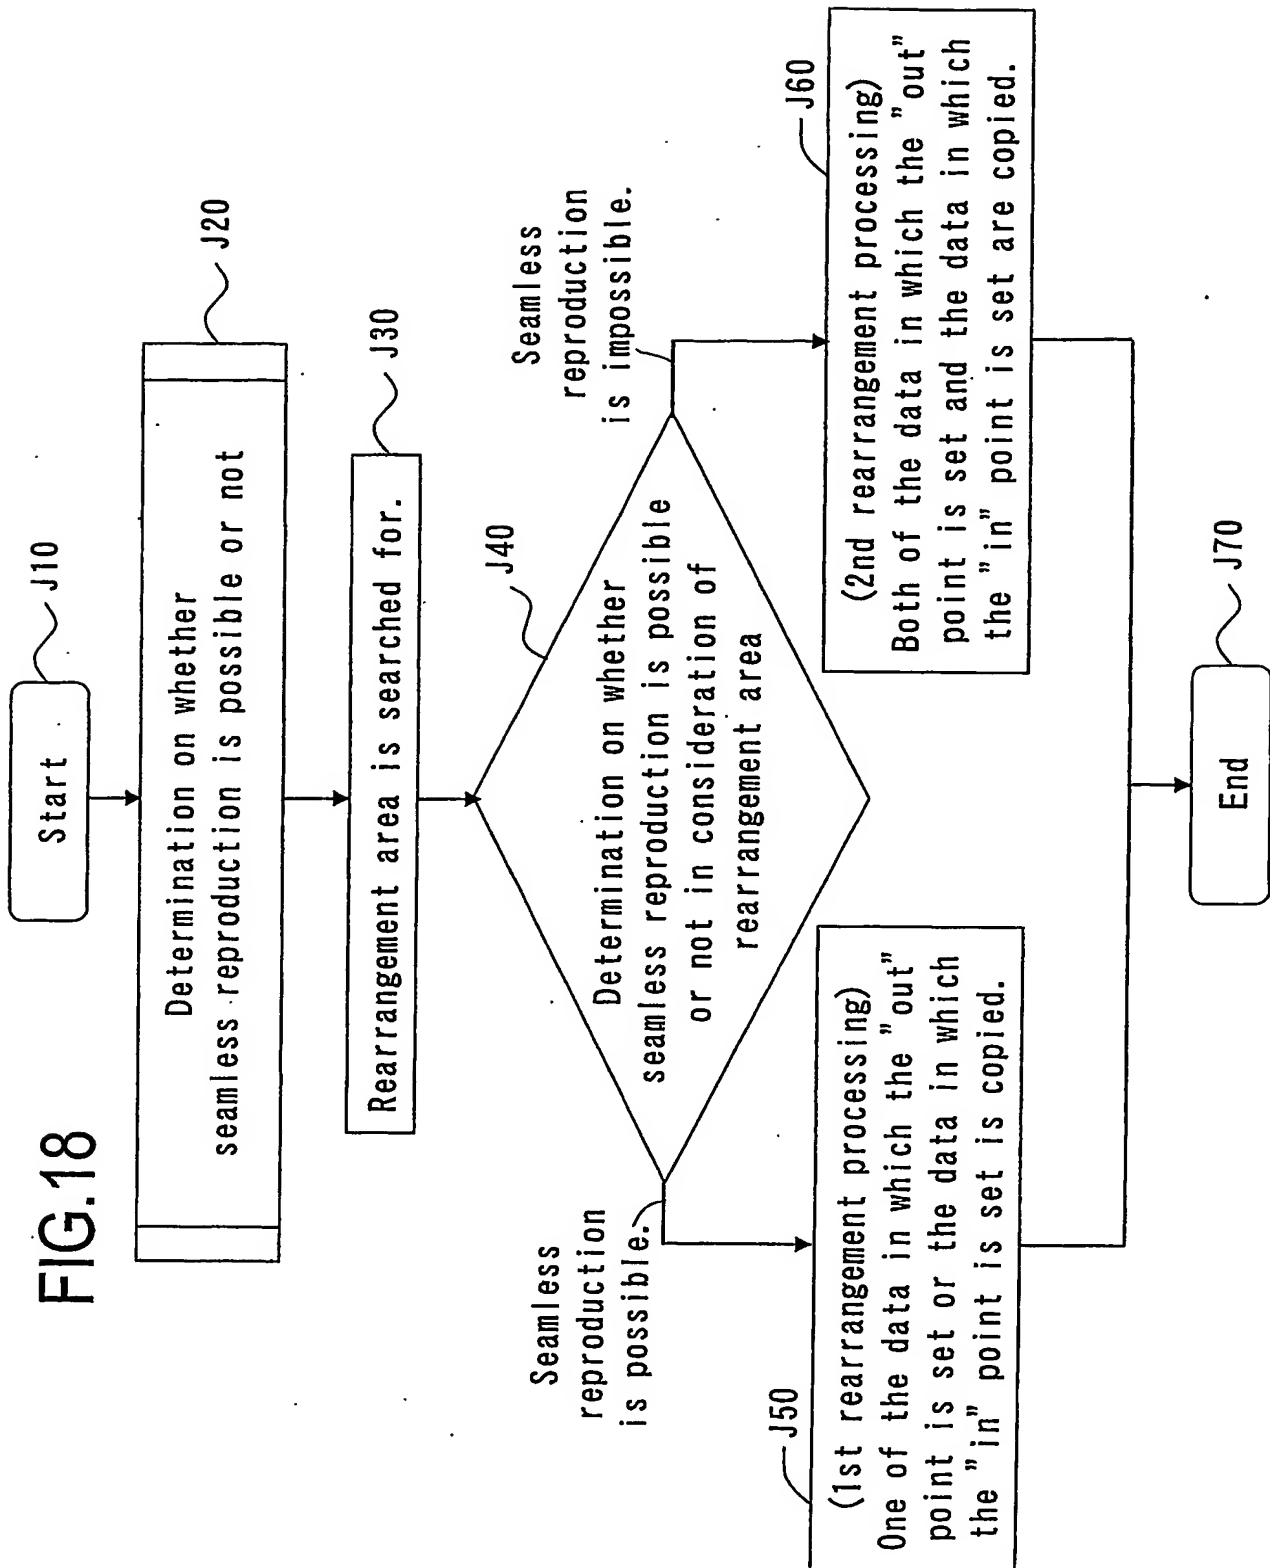 FIG.18
Start
J10
Determination on whether
seamless reproduction is possible or not
J20
Rearrangement area is searched for.
J30
J40
Determination on whether
seamless reproduction is possible
or not in consideration of
rearrangement area
Seamless
reproduction
is possible.
Seamless
reproduction
is impossible.
J50
(1st rearrangement processing)
One of the data in which the "out"
point is set or the data in which
the "in" point is set is copied.
J60
(2nd rearrangement processing)
Both of the data in which the "out"
point is set and the data in which
the "in" point is set are copied.
End
J70